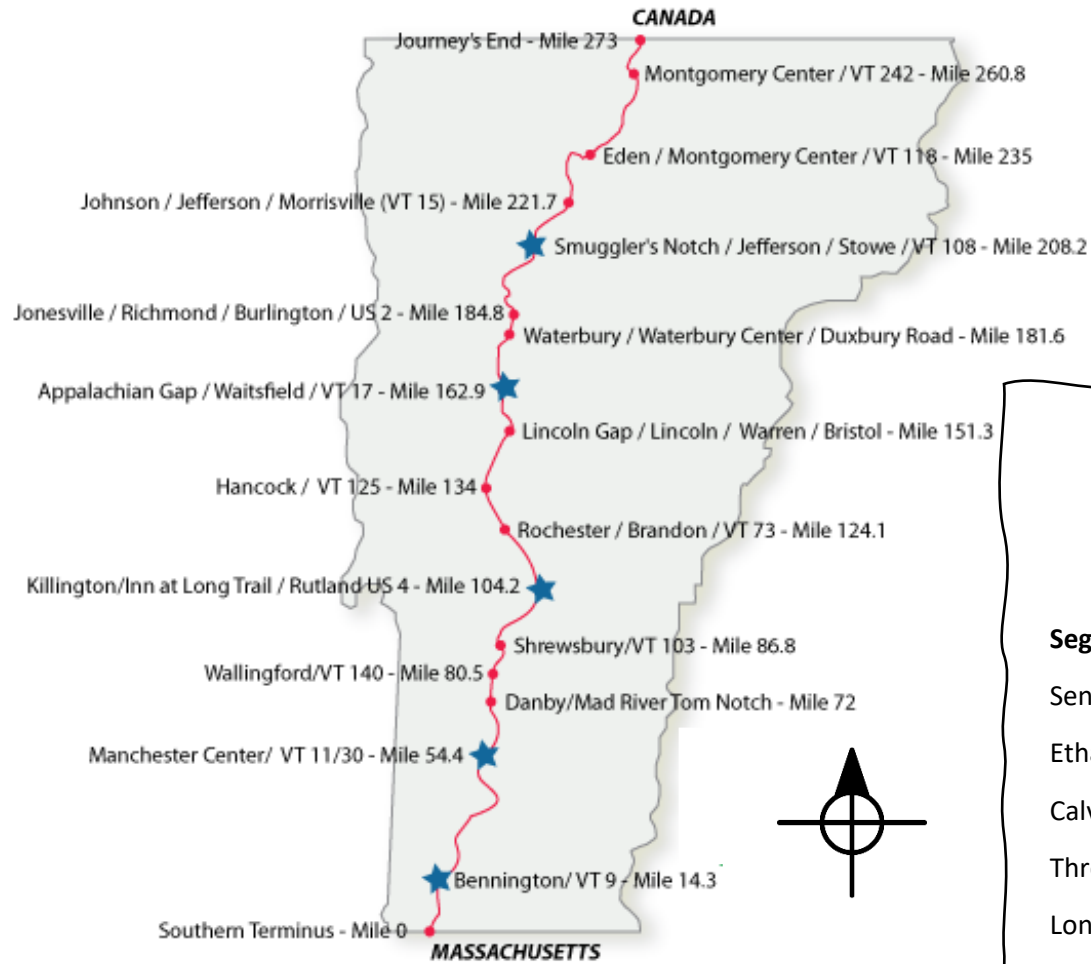 CANADA
Journey's End - Mile 273
Montgomery Center / VT 242 - Mile 260.8
Eden / Montgomery Center / VT 118 - Mile 235
Johnson / Jefferson / Morrisville (VT 15) - Mile 221.7
Smuggler's Notch / Jefferson / Stowe / VT 108 - Mile 208.2
Jonesville / Richmond / Burlington / US 2 - Mile 184.8
Waterbury / Waterbury Center / Duxbury Road - Mile 181.6
Appalachian Gap / Waitsfield / VT 17 - Mile 162.9
Lincoln Gap / Lincoln / Warren / Bristol - Mile 151.3
Hancock / VT 125 - Mile 134
Rochester / Brandon / VT 73 - Mile 124.1
Killington/Inn at Long Trail / Rutland US 4 - Mile 104.2
Shrewsbury/VT 103 - Mile 86.8
Wallingford/VT 140 - Mile 80.5
Danby/Mad River Tom Notch - Mile 72
Manchester Center/ VT 11/30 - Mile 54.4
Bennington/ VT 9 - Mile 14.3
Southern Terminus - Mile 0
MASSACHUSETTS
Seg
Sen
Eth
Calv
Thr
Lon